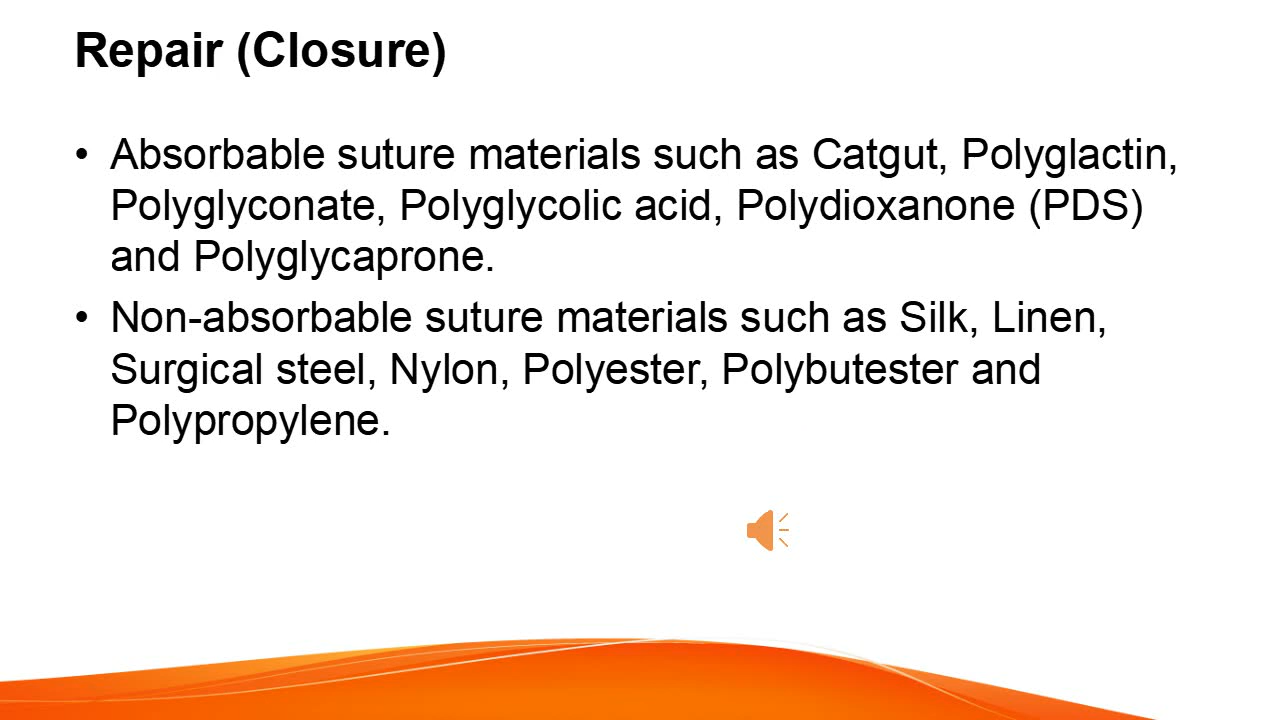 Repair (Closure)
• Absorbable suture materials such as Catgut, Polyglactin,
Polyglyconate, Polyglycolic acid, Polydioxanone (PDS)
and Polyglycaprone.
• Non-absorbable suture materials such as Silk, Linen,
Surgical steel, Nylon, Polyester, Polybutester and
Polypropylene.